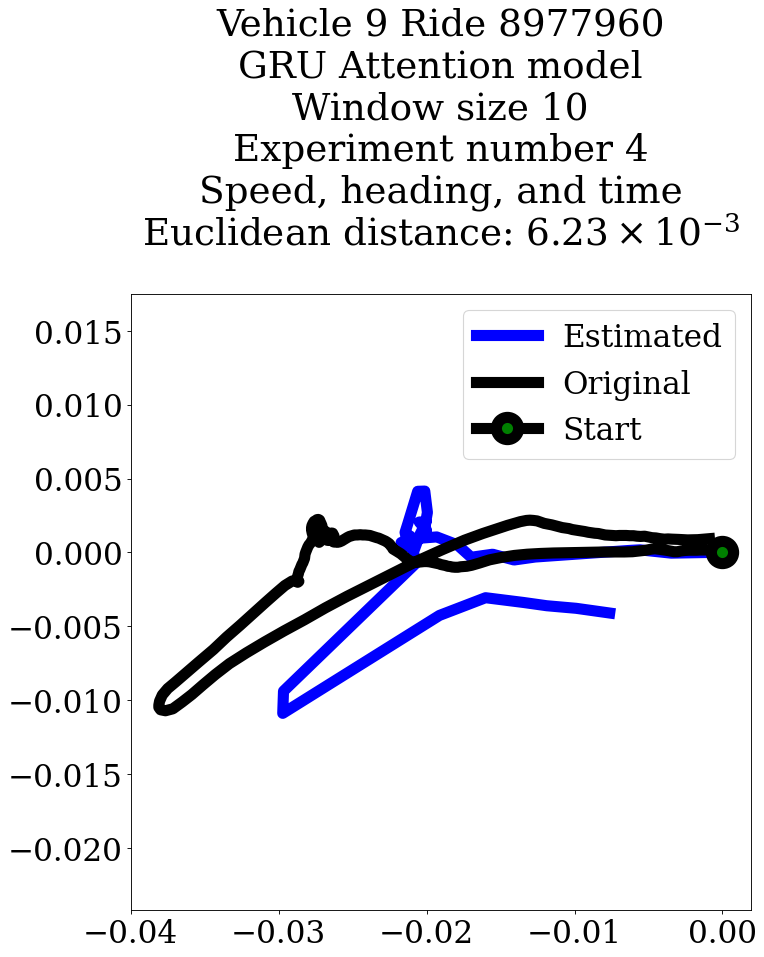 Vehicle 9 Ride 8977960
GRU Attention model
Window size 10
Experiment number 4
Speed, heading, and time
Euclidean distance: 6.23 × 10⁻³
Estimated
Original
Start
0.015
0.010
0.005
0.000
−0.005
−0.010
−0.015
−0.020
−0.04 −0.03 −0.02 −0.01 0.00